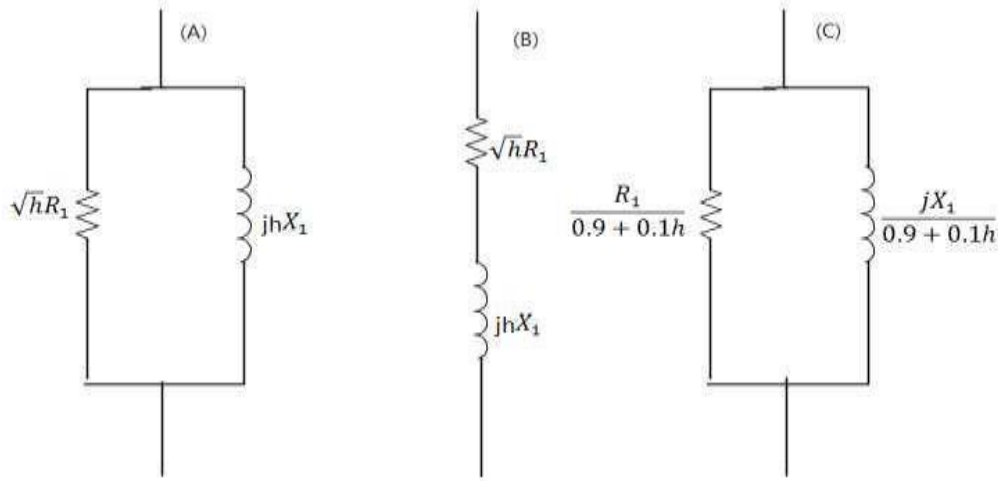 (A)
√hR₁
jhX₁
(B)
√hR₁
jhX₁
(C)
R₁
0.9 + 0.1h
jX₁
0.9 + 0.1h